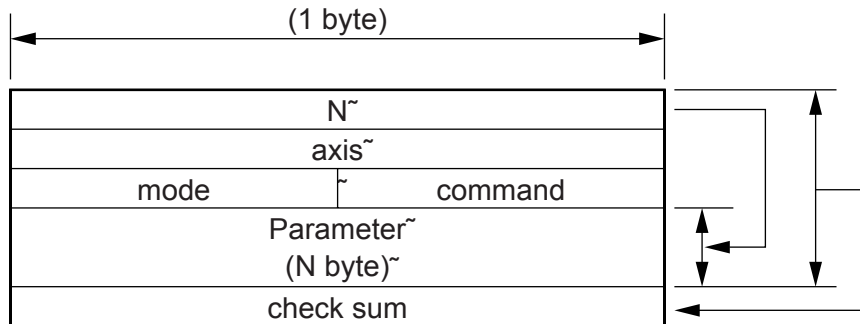 (1 byte)
N˜
axis˜
mode ˜ command
Parameter˜
(N byte)˜
check sum